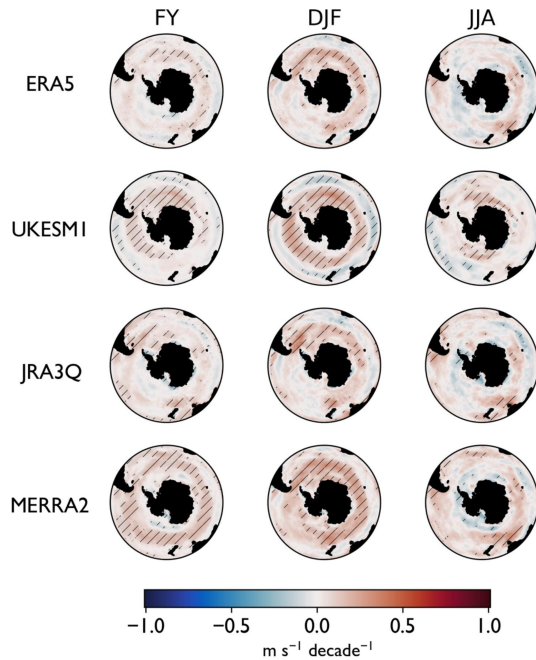 FY DJF JJA
ERA5
UKESM1
JRA3Q
MERRA2
−1.0 −0.5 0.0 0.5 1.0
m s⁻¹ decade⁻¹